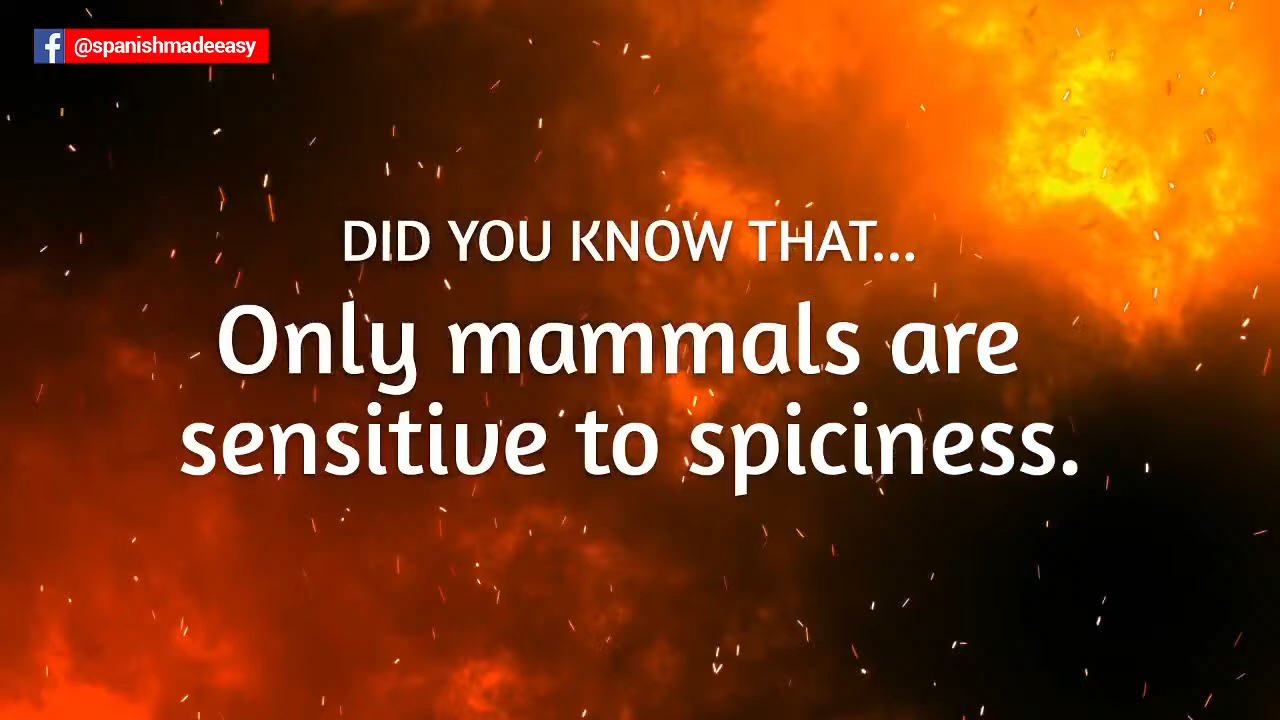 @spanishmadeeasy
DID YOU KNOW THAT...
Only mammals are
sensitive to spiciness.